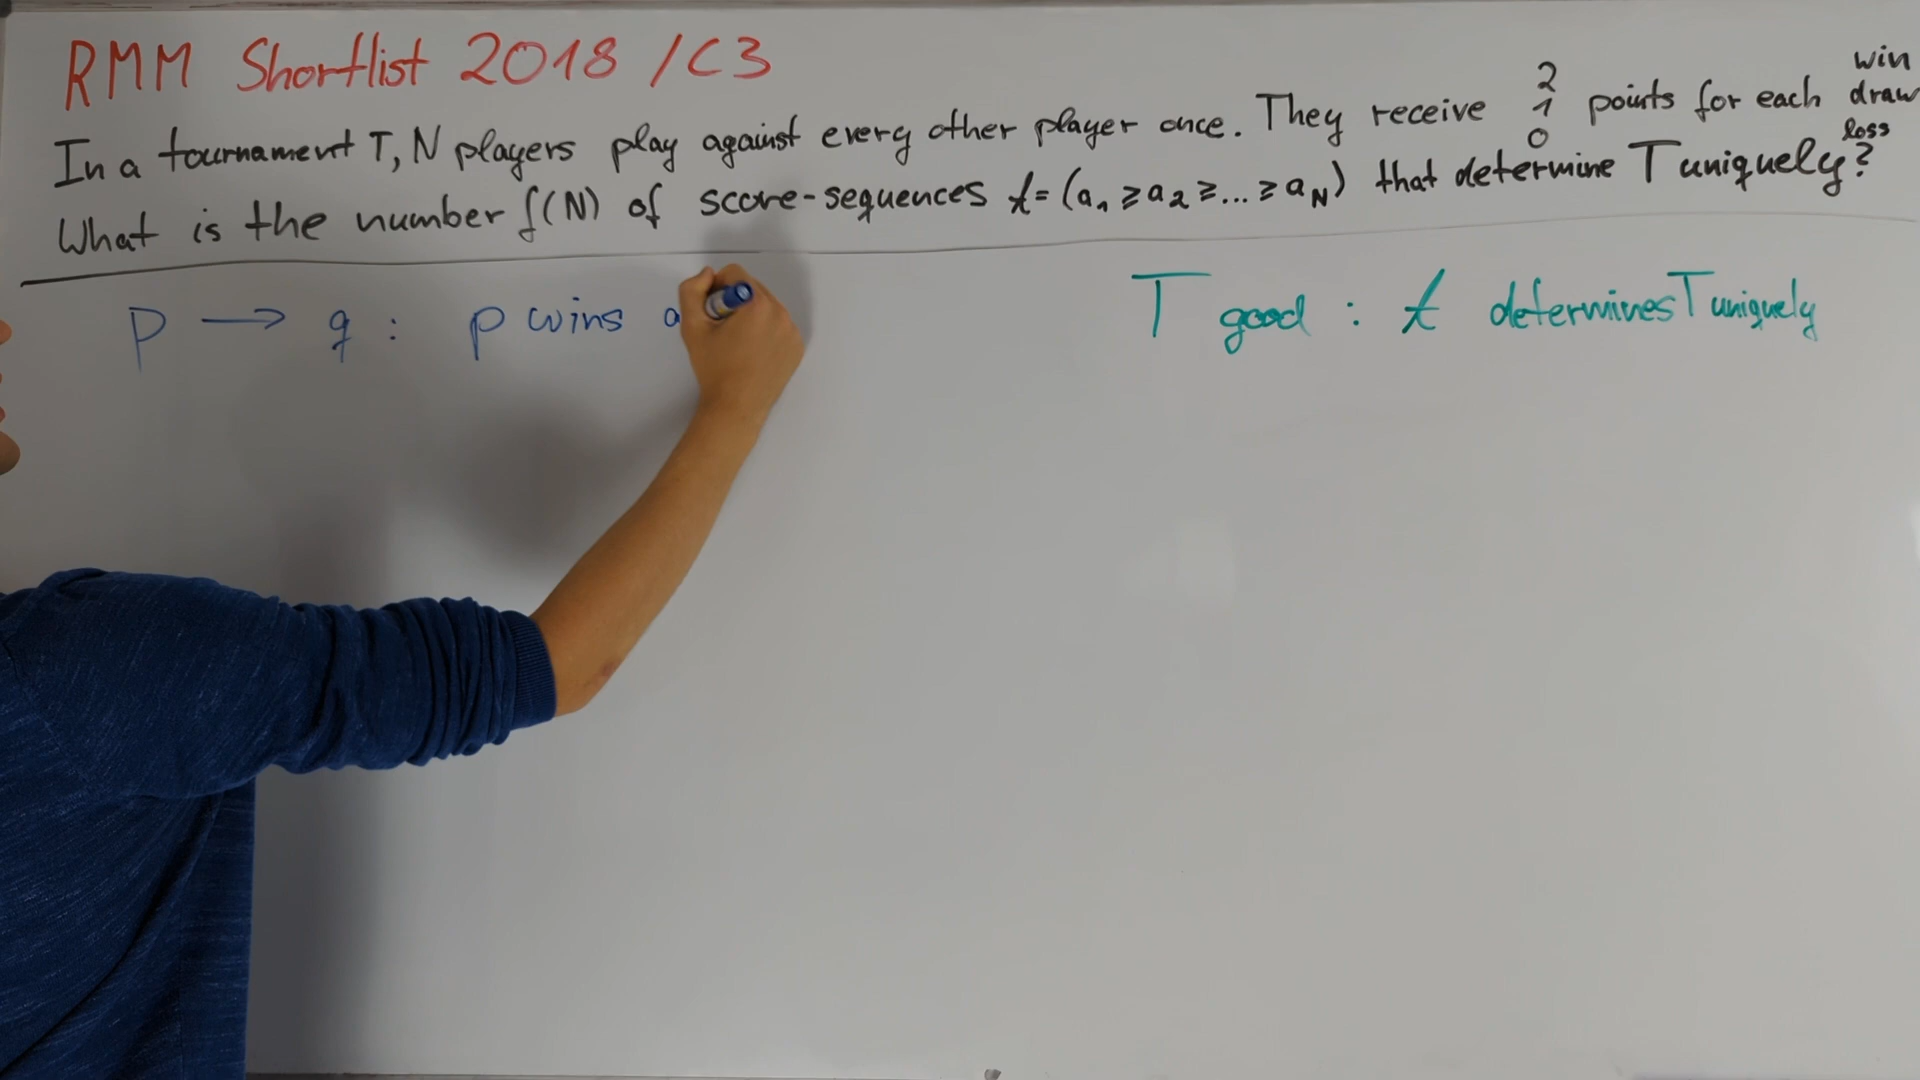 RMM Shortlist 2018 / C3
In a tournament T, N players play against every other player once. They receive 2 1 0 points for each win draw loss
What is the number f(N) of score-sequences t = (a₁ ≥ a₂ ≥ ... ≥ a_N) that determine T uniquely?
p → q : p wins a
T good : t determines T uniquely